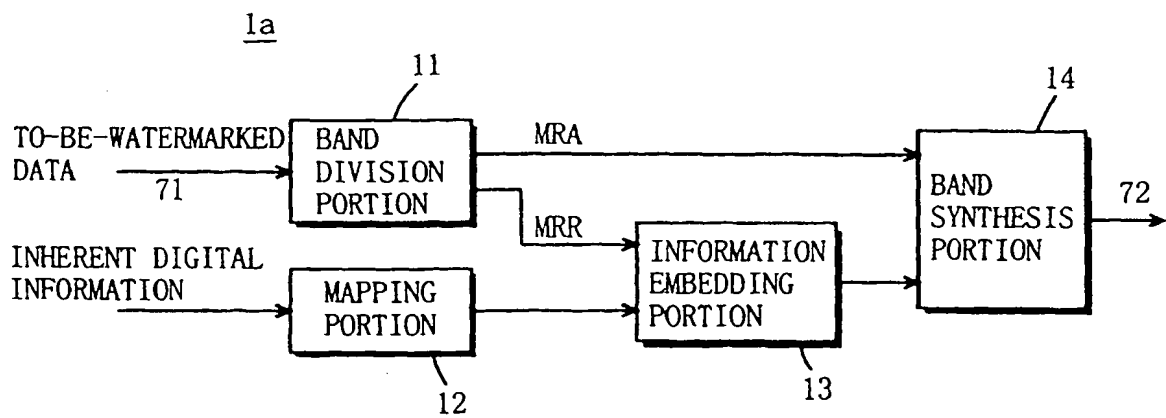 1a
11
14
TO-BE-WATERMARKED
DATA
71
BAND
DIVISION
PORTION
MRA
MRR
BAND
SYNTHESIS
PORTION
72
INHERENT DIGITAL
INFORMATION
MAPPING
PORTION
INFORMATION
EMBEDDING
PORTION
12
13